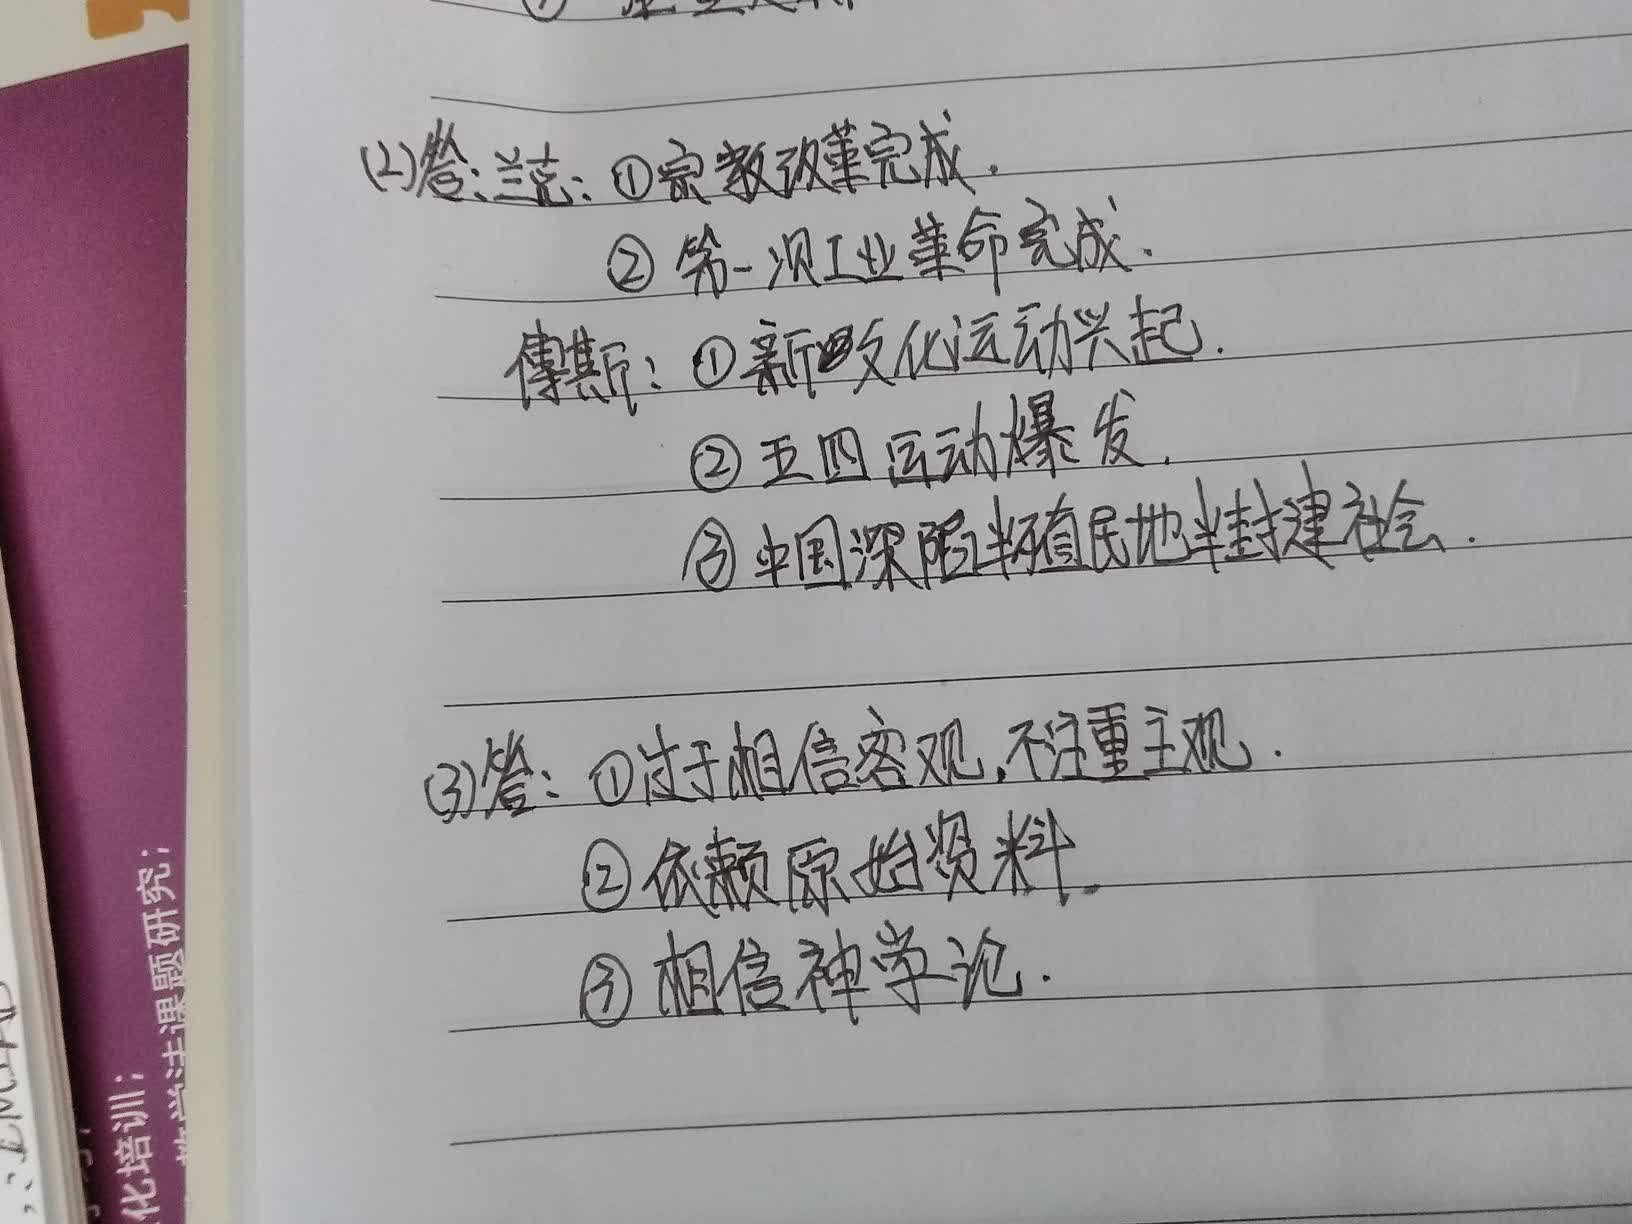 (2)答:兰克:①宗教改革完成.
②第一次工业革命完成.
傅斯:①新文化运动兴起.
②五四运动爆发.
③中国深陷半殖民地半封建社会.
(3)答:①过于相信客观,不注重主观.
②依赖原始资料.
③相信神学论.
教学法课题研究;
化培训;